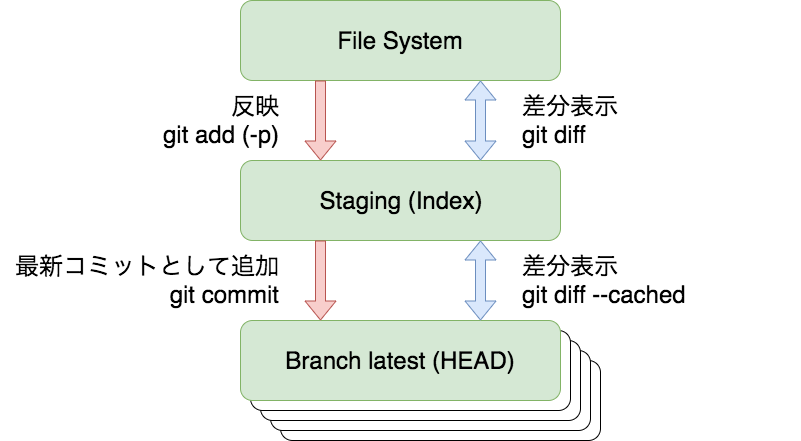 File System
反映
git add (-p)
差分表示
git diff
Staging (Index)
最新コミットとして追加
git commit
差分表示
git diff --cached
Branch latest (HEAD)